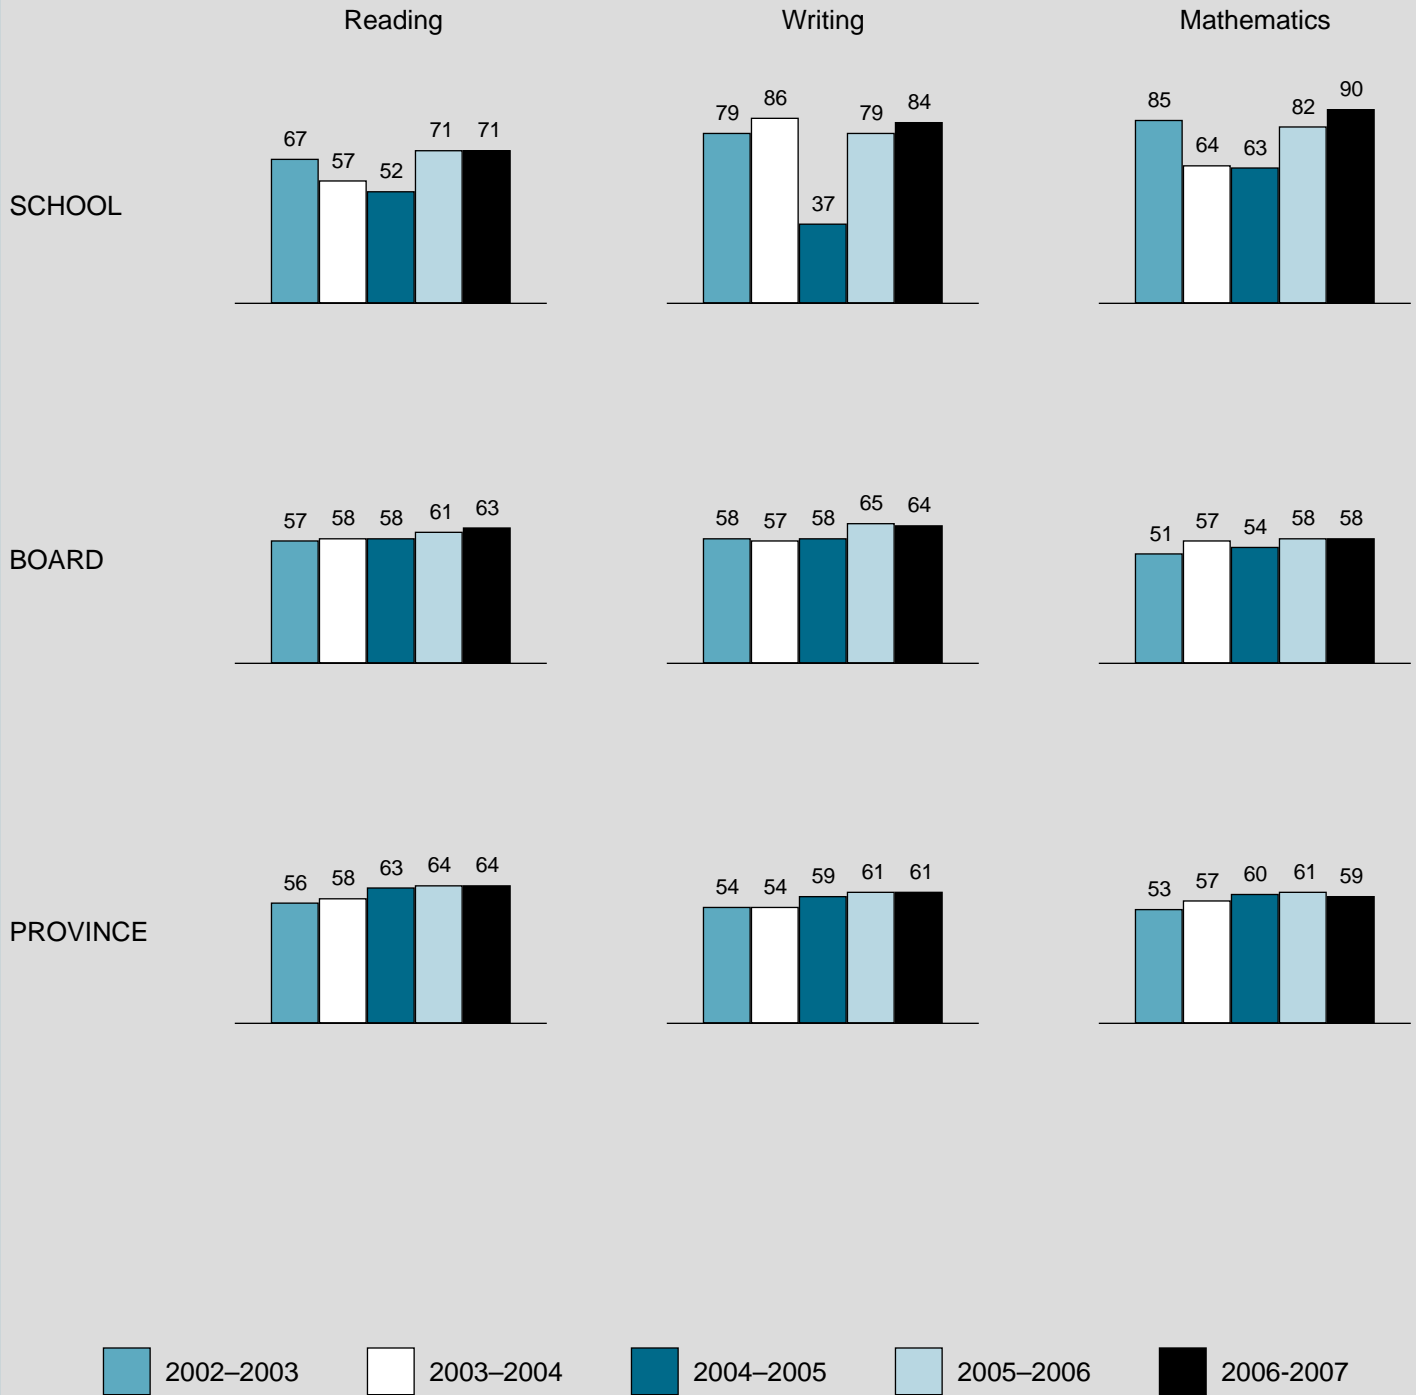 Reading Writing Mathematics
SCHOOL
67 57 52 71 71
79 86 37 79 84
85 64 63 82 90
BOARD
57 58 58 61 63
58 57 58 65 64
51 57 54 58 58
PROVINCE
56 58 63 64 64
54 54 59 61 61
53 57 60 61 59
2002–2003 2003–2004 2004–2005 2005–2006 2006-2007